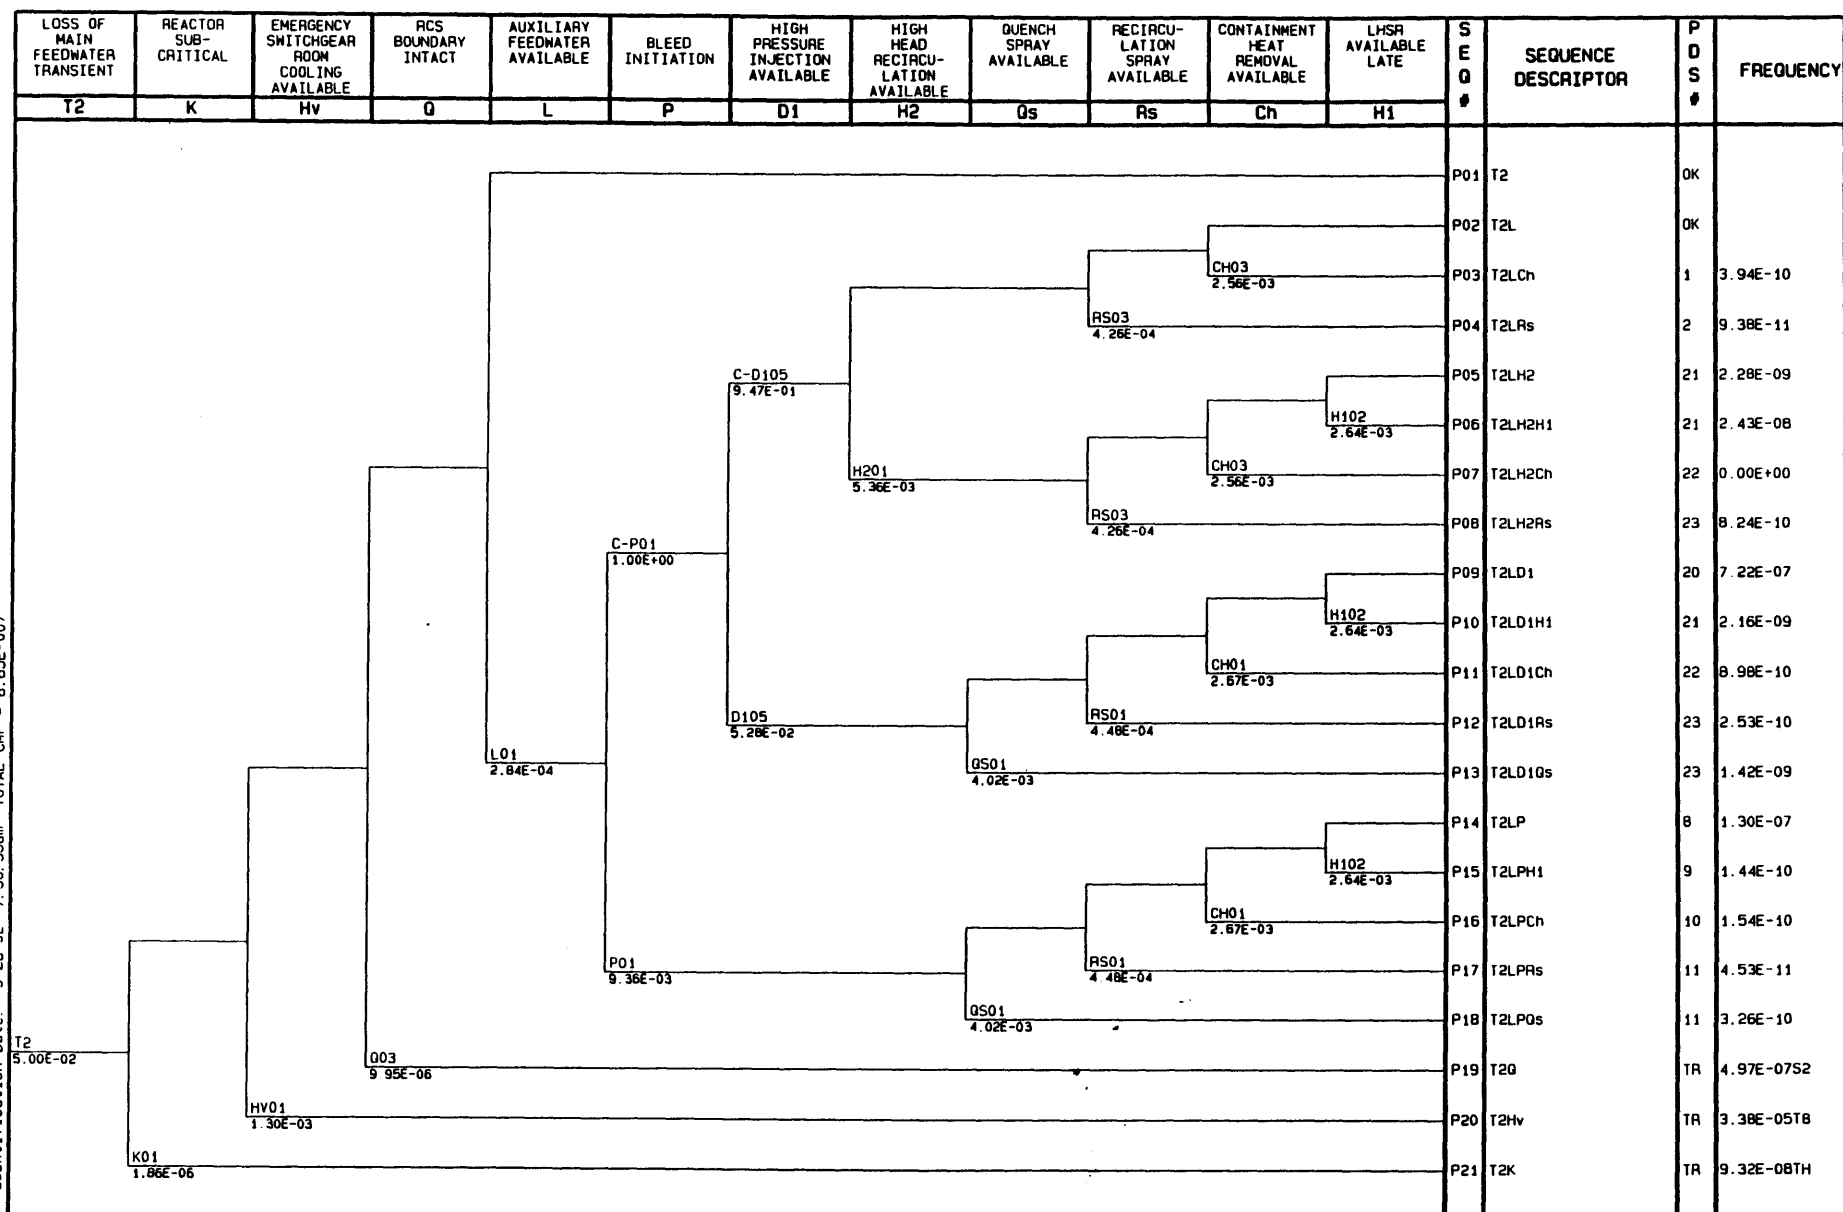 LOSS OF MAIN FEEDWATER TRANSIENT
REACTOR SUB-CRITICAL
EMERGENCY SWITCHGEAR ROOM COOLING AVAILABLE
RCS BOUNDARY INTACT
AUXILIARY FEEDWATER AVAILABLE
BLEED INITIATION
HIGH PRESSURE INJECTION AVAILABLE
HIGH HEAD RECIRCU-LATION AVAILABLE
QUENCH SPRAY AVAILABLE
RECIRCU-LATION SPRAY AVAILABLE
CONTAINMENT HEAT REMOVAL AVAILABLE
LHSR AVAILABLE LATE
SEQ #
SEQUENCE DESCRIPTOR
PDS #
FREQUENCY
T2 K Hv Q L P D1 H2 Qs Rs Ch H1
P01 T2 OK
P02 T2L OK
CH03
2.56E-03
P03 T2LCh 1 3.94E-10
RS03
4.26E-04
P04 T2LRs 2 9.38E-11
C-D105
9.47E-01
P05 T2LH2 21 2.28E-09
H102
2.64E-03
P06 T2LH2H1 21 2.43E-08
H201
5.36E-03
CH03
2.56E-03
P07 T2LH2Ch 22 0.00E+00
RS03
4.26E-04
P08 T2LH2Rs 23 8.24E-10
C-P01
1.00E+00
P09 T2LD1 20 7.22E-07
H102
2.64E-03
P10 T2LD1H1 21 2.16E-09
CH01
2.67E-03
P11 T2LD1Ch 22 8.98E-10
D105
5.28E-02
RS01
4.48E-04
P12 T2LD1Rs 23 2.53E-10
L01
2.84E-04
QS01
4.02E-03
P13 T2LD1Qs 23 1.42E-09
P14 T2LP 8 1.30E-07
H102
2.64E-03
P15 T2LPH1 9 1.44E-10
CH01
2.67E-03
P16 T2LPCh 10 1.54E-10
P01
9.36E-03
RS01
4.48E-04
P17 T2LPRs 11 4.53E-11
QS01
4.02E-03
P18 T2LPQs 11 3.26E-10
T2
5.00E-02
Q03
9.95E-06
P19 T2Q TR 4.97E-07S2
HV01
1.30E-03
P20 T2Hv TR 3.38E-05T8
K01
1.86E-06
P21 T2K TR 9.32E-08TH